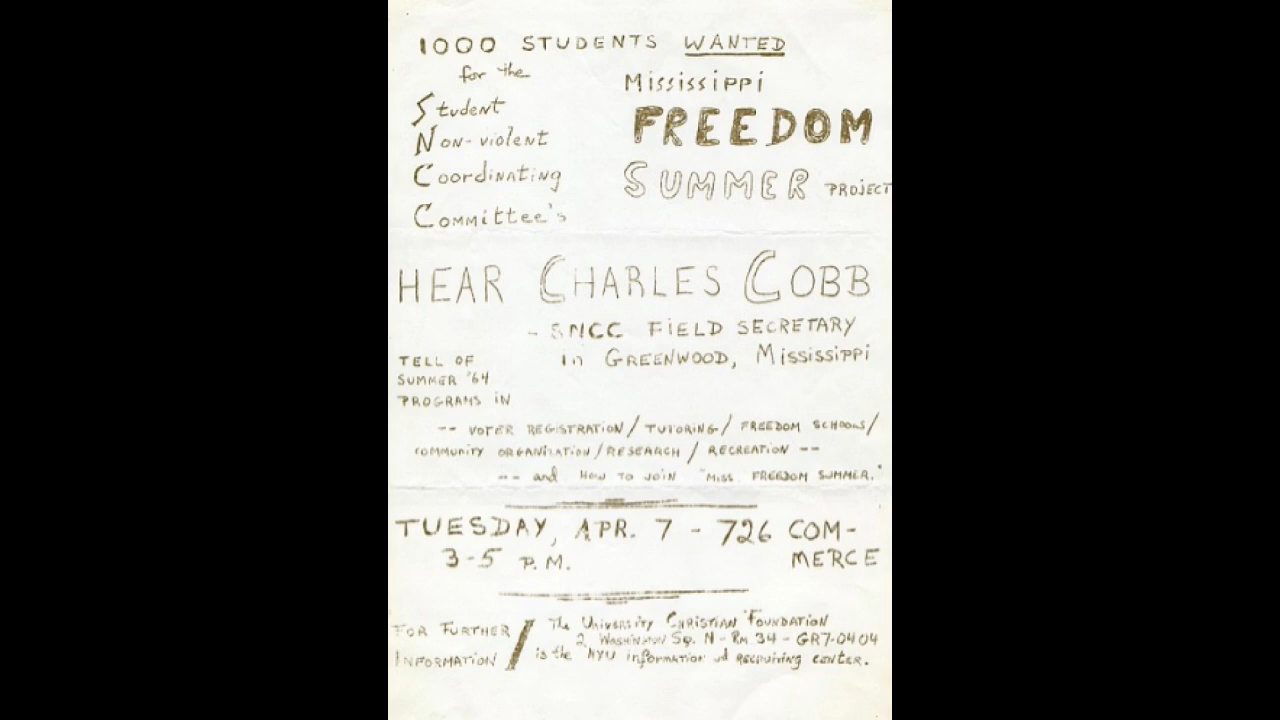 1000 STUDENTS WANTED
for the
Student
Non-violent
Coordinating
Committee's
Mississippi
FREEDOM
SUMMER PROJECT
HEAR CHARLES COBB
- SNCC FIELD SECRETARY
in GREENWOOD, Mississippi
TELL OF
SUMMER '64
PROGRAMS IN
-- VOTER REGISTRATION / TUTORING / FREEDOM SCHOOLS /
COMMUNITY ORGANIZATION / RESEARCH / RECREATION --
-- and HOW TO JOIN "MISS. FREEDOM SUMMER."
TUESDAY, APR. 7 - 726 COM-
MERCE
3-5 P.M.
FOR FURTHER
INFORMATION /
The University Christian Foundation
2 Washington Sq. N - Rm. 34 - GR7-0404
is the NYU information and recruiting center.